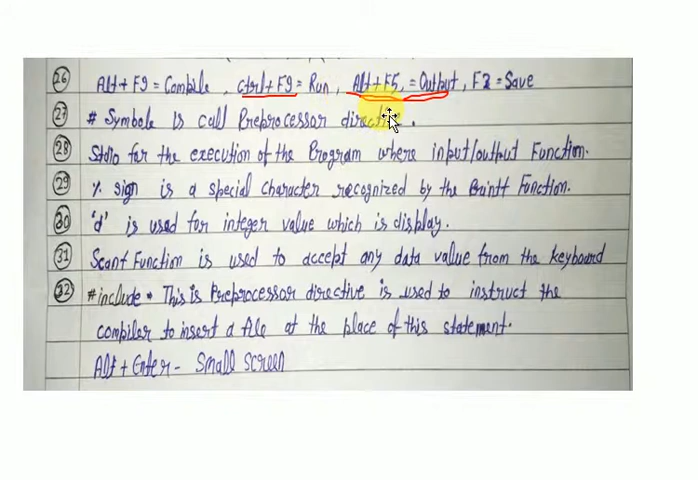 26 Alt + F9 = Compile, Ctrl + F9 = Run, Alt + F5, = Output, F2 = Save
27 # Symbole is call Preprocessor directive.
28 Stdio for the execution of the Program where input/output Function.
29 % sign is a special character recognized by the Printf Function.
30 'd' is used for integer value which is display.
31 Scanf Function is used to accept any data value from the keyboard
32 #include • This is Preprocessor directive is used to instruct the
compiler to insert a file at the place of this statement.
Alt + Enter - Small Screen